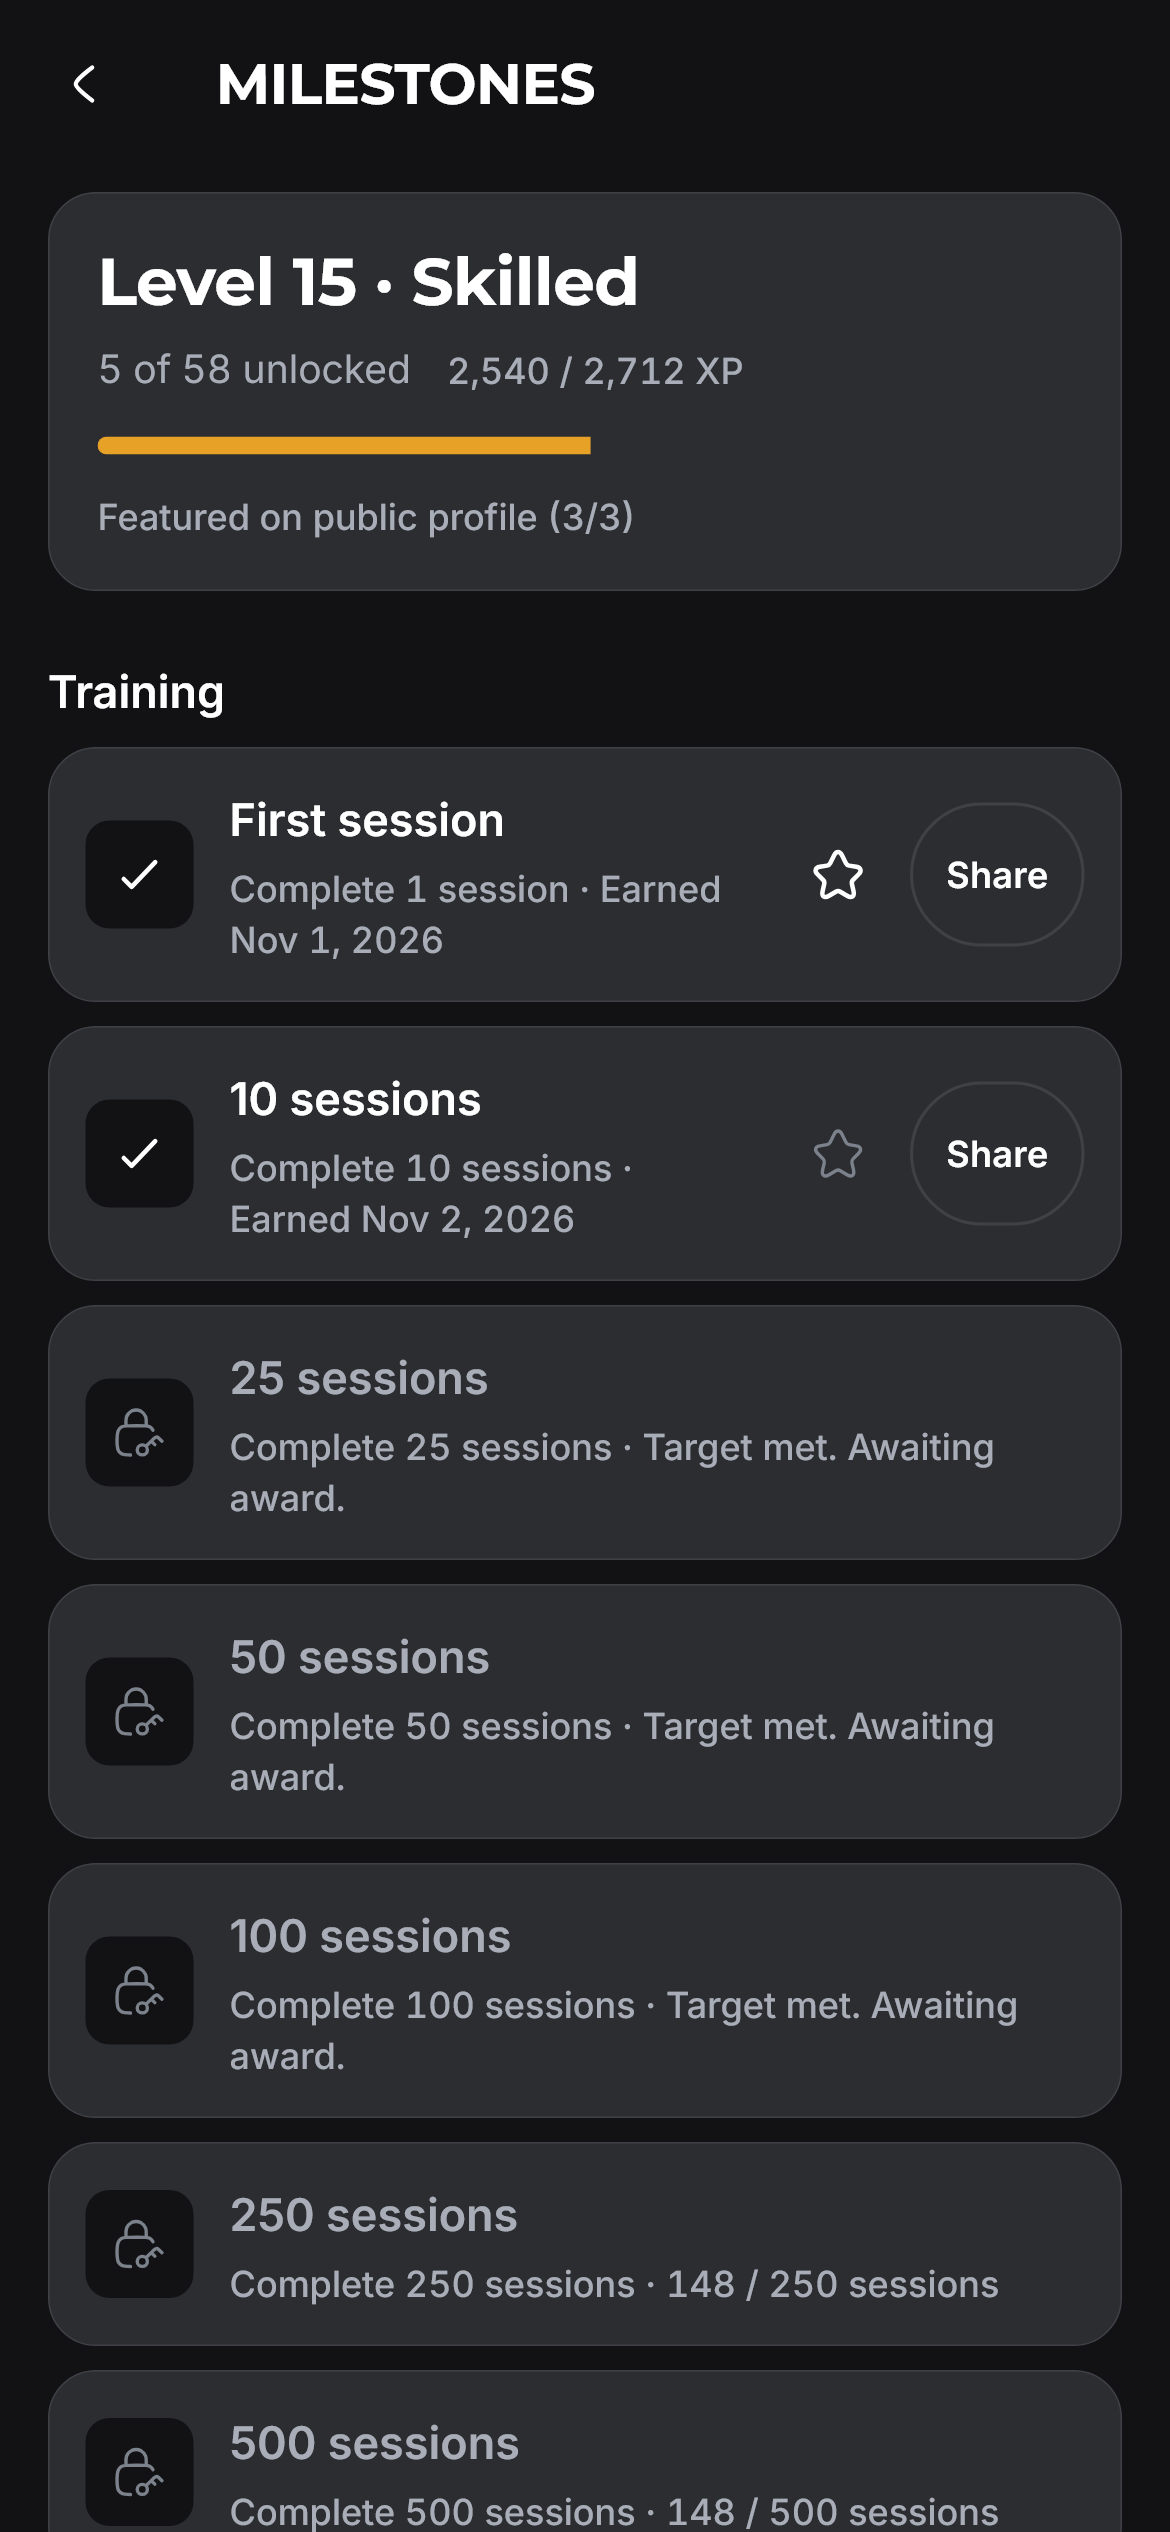 MILESTONES
Level 15 · Skilled
5 of 58 unlocked 2,540 / 2,712 XP
Featured on public profile (3/3)
Training
First session
Complete 1 session · Earned
Nov 1, 2026
Share
10 sessions
Complete 10 sessions ·
Earned Nov 2, 2026
Share
25 sessions
Complete 25 sessions · Target met. Awaiting
award.
50 sessions
Complete 50 sessions · Target met. Awaiting
award.
100 sessions
Complete 100 sessions · Target met. Awaiting
award.
250 sessions
Complete 250 sessions · 148 / 250 sessions
500 sessions
Complete 500 sessions · 148 / 500 sessions